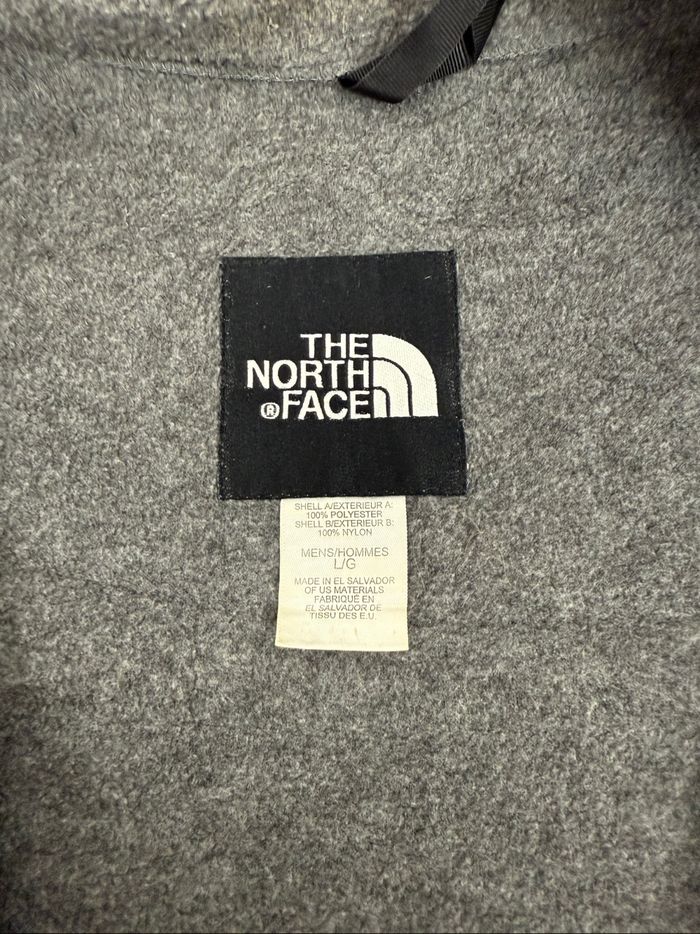 THE
NORTH
®FACE
SHELL A/EXTERIEUR A:
100% POLYESTER
SHELL B/EXTERIEUR B:
100% NYLON
MENS/HOMMES
L/G
MADE IN EL SALVADOR
OF US MATERIALS
FABRIQUÉ EN
EL SALVADOR DE
TISSU DES E.U.